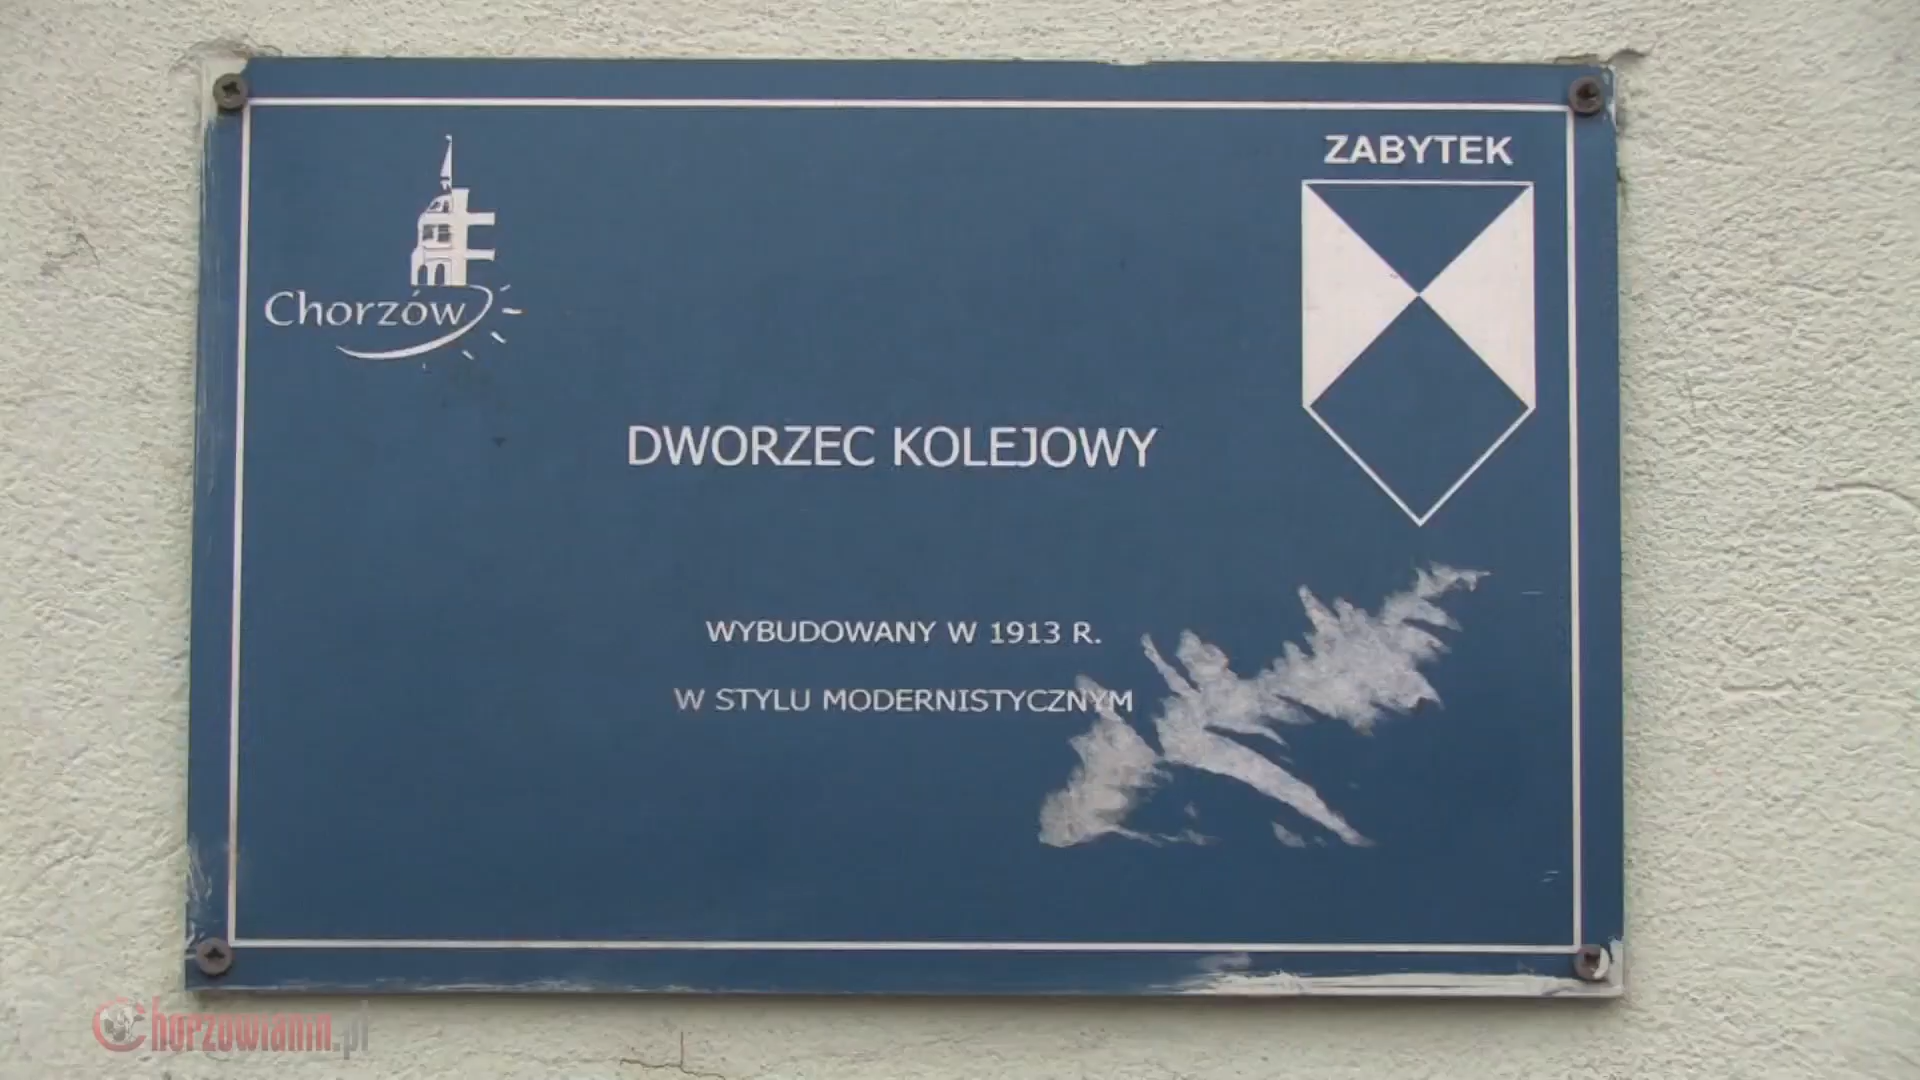 ZABYTEK
Chorzów
DWORZEC KOLEJOWY
WYBUDOWANY W 1913 R.
W STYLU MODERNISTYCZNYM
Chorzowianin.pl